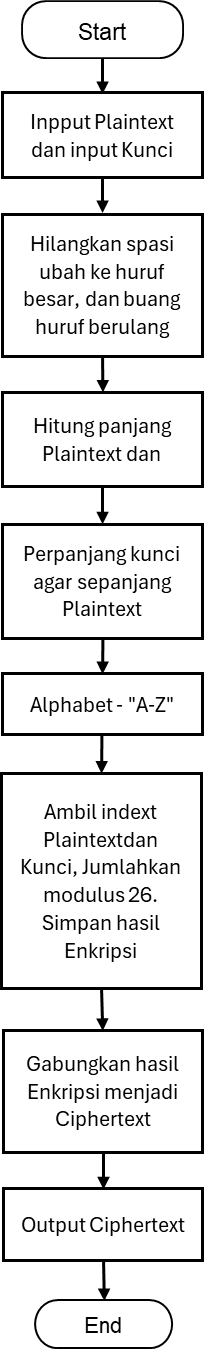 Start
Inpput Plaintext
dan input Kunci
Hilangkan spasi
ubah ke huruf
besar, dan buang
huruf berulang
Hitung panjang
Plaintext dan
Perpanjang kunci
agar sepanjang
Plaintext
Alphabet - "A-Z"
Ambil indext
Plaintextdan
Kunci, Jumlahkan
modulus 26.
Simpan hasil
Enkripsi
Gabungkan hasil
Enkripsi menjadi
Ciphertext
Output Ciphertext
End